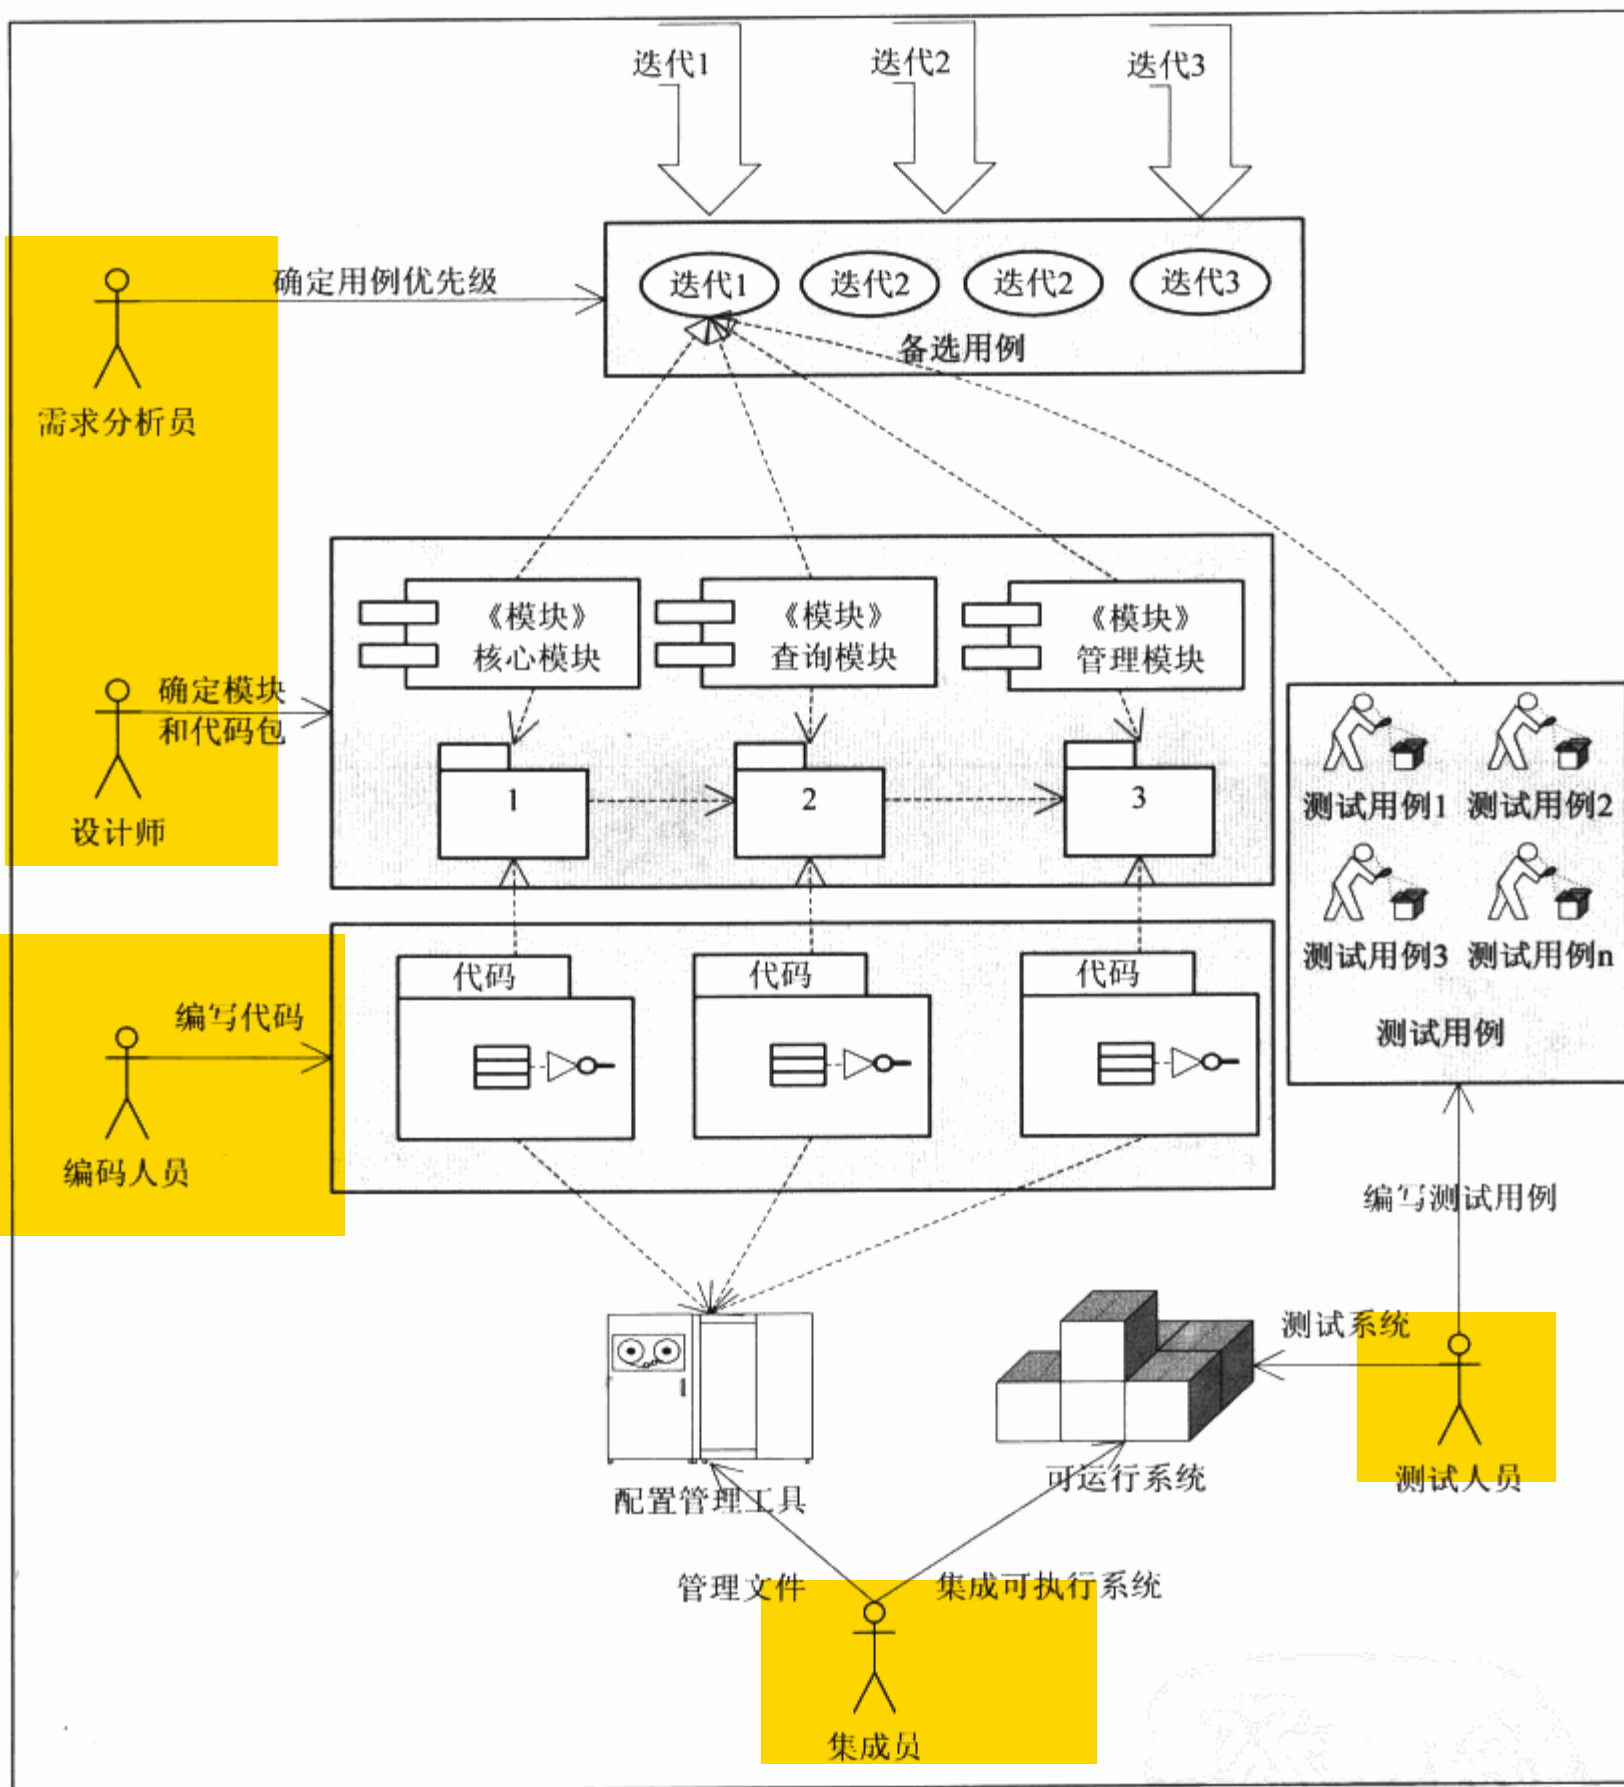 迭代1
迭代2
迭代3
确定用例优先级
迭代1
迭代2
迭代2
迭代3
备选用例
需求分析员
《模块》
核心模块
《模块》
查询模块
《模块》
管理模块
确定模块
和代码包
设计师
1
2
3
测试用例1
测试用例2
测试用例3
测试用例n
测试用例
代码
代码
代码
编写代码
编码人员
编写测试用例
测试系统
测试人员
可运行系统
配置管理工具
管理文件
集成可执行系统
集成员